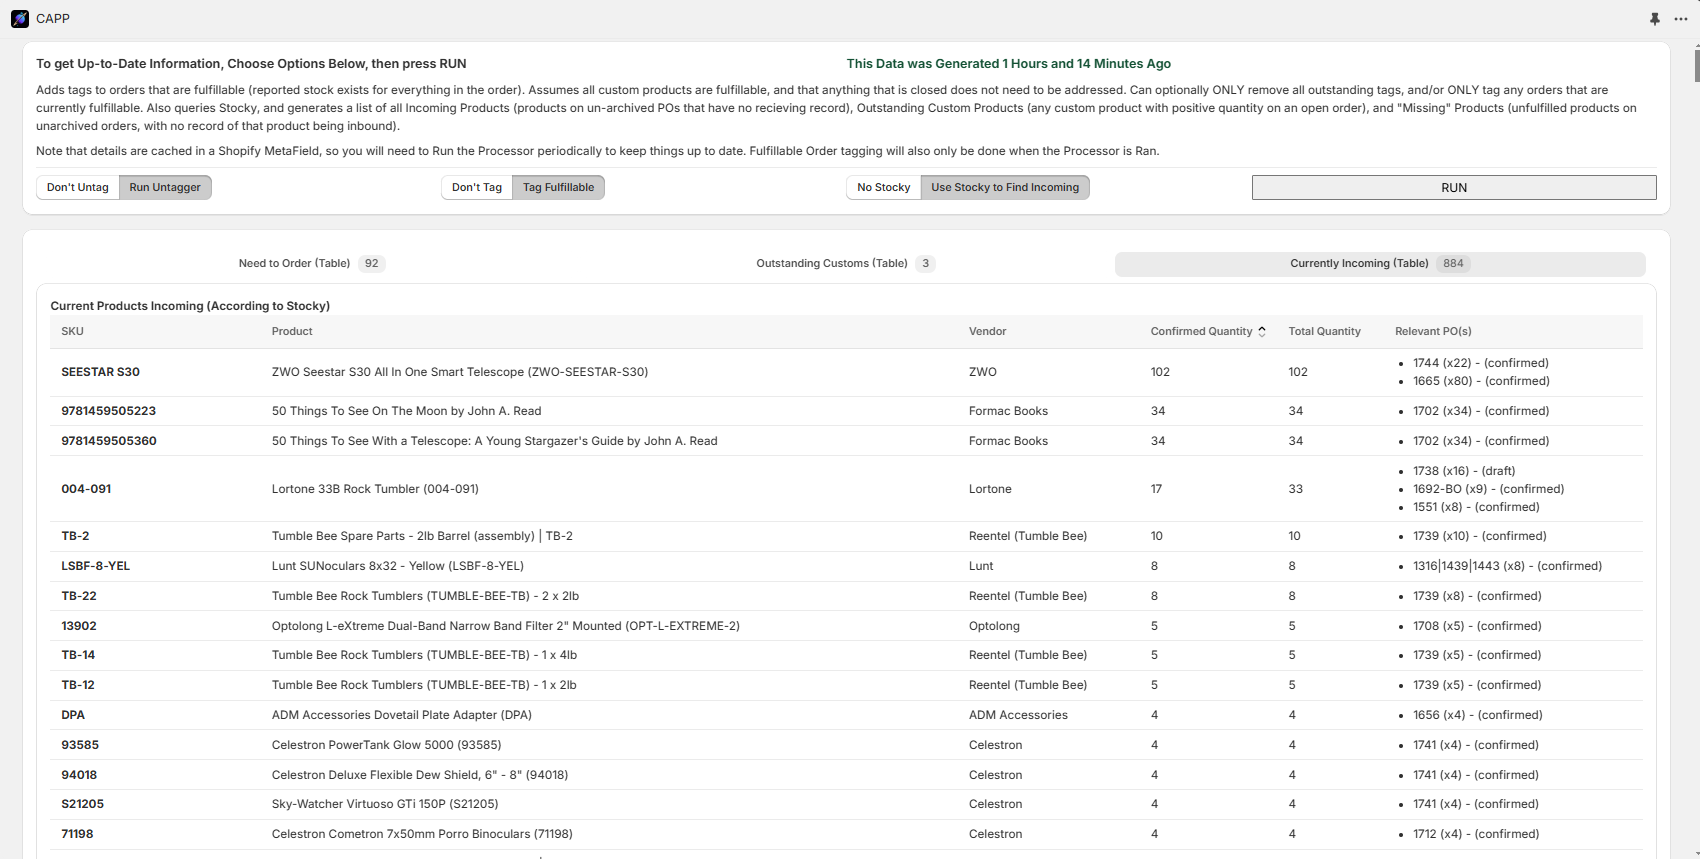 CAPP
To get Up-to-Date Information, Choose Options Below, then press RUN
This Data was Generated 1 Hours and 14 Minutes Ago
Adds tags to orders that are fulfillable (reported stock exists for everything in the order). Assumes all custom products are fulfillable, and that anything that is closed does not need to be addressed. Can optionally ONLY remove all outstanding tags, and/or ONLY tag any orders that are
currently fulfillable. Also queries Stocky, and generates a list of all Incoming Products (products on un-archived POs that have no recieving record), Outstanding Custom Products (any custom product with positive quantity on an open order), and "Missing" Products (unfulfilled products on
unarchived orders, with no record of that product being inbound).
Note that details are cached in a Shopify MetaField, so you will need to Run the Processor periodically to keep things up to date. Fulfillable Order tagging will also only be done when the Processor is Ran.
Don't Untag Run Untagger Don't Tag Tag Fulfillable No Stocky Use Stocky to Find Incoming RUN
Need to Order (Table) 92 Outstanding Customs (Table) 3 Currently Incoming (Table) 884
Current Products Incoming (According to Stocky)
SKU Product Vendor Confirmed Quantity Total Quantity Relevant PO(s)
SEESTAR S30 ZWO Seestar S30 All In One Smart Telescope (ZWO-SEESTAR-S30) ZWO 102 102
• 1744 (x22) - (confirmed)
• 1665 (x80) - (confirmed)
9781459505223 50 Things To See On The Moon by John A. Read Formac Books 34 34 • 1702 (x34) - (confirmed)
9781459505360 50 Things To See With a Telescope: A Young Stargazer's Guide by John A. Read Formac Books 34 34 • 1702 (x34) - (confirmed)
004-091 Lortone 33B Rock Tumbler (004-091) Lortone 17 33
• 1738 (x16) - (draft)
• 1692-BO (x9) - (confirmed)
• 1551 (x8) - (confirmed)
TB-2 Tumble Bee Spare Parts - 2lb Barrel (assembly) | TB-2 Reentel (Tumble Bee) 10 10 • 1739 (x10) - (confirmed)
LSBF-8-YEL Lunt SUNoculars 8x32 - Yellow (LSBF-8-YEL) Lunt 8 8 • 1316|1439|1443 (x8) - (confirmed)
TB-22 Tumble Bee Rock Tumblers (TUMBLE-BEE-TB) - 2 x 2lb Reentel (Tumble Bee) 8 8 • 1739 (x8) - (confirmed)
13902 Optolong L-eXtreme Dual-Band Narrow Band Filter 2" Mounted (OPT-L-EXTREME-2) Optolong 5 5 • 1708 (x5) - (confirmed)
TB-14 Tumble Bee Rock Tumblers (TUMBLE-BEE-TB) - 1 x 4lb Reentel (Tumble Bee) 5 5 • 1739 (x5) - (confirmed)
TB-12 Tumble Bee Rock Tumblers (TUMBLE-BEE-TB) - 1 x 2lb Reentel (Tumble Bee) 5 5 • 1739 (x5) - (confirmed)
DPA ADM Accessories Dovetail Plate Adapter (DPA) ADM Accessories 4 4 • 1656 (x4) - (confirmed)
93585 Celestron PowerTank Glow 5000 (93585) Celestron 4 4 • 1741 (x4) - (confirmed)
94018 Celestron Deluxe Flexible Dew Shield, 6" - 8" (94018) Celestron 4 4 • 1741 (x4) - (confirmed)
S21205 Sky-Watcher Virtuoso GTi 150P (S21205) Celestron 4 4 • 1741 (x4) - (confirmed)
71198 Celestron Cometron 7x50mm Porro Binoculars (71198) Celestron 4 4 • 1712 (x4) - (confirmed)